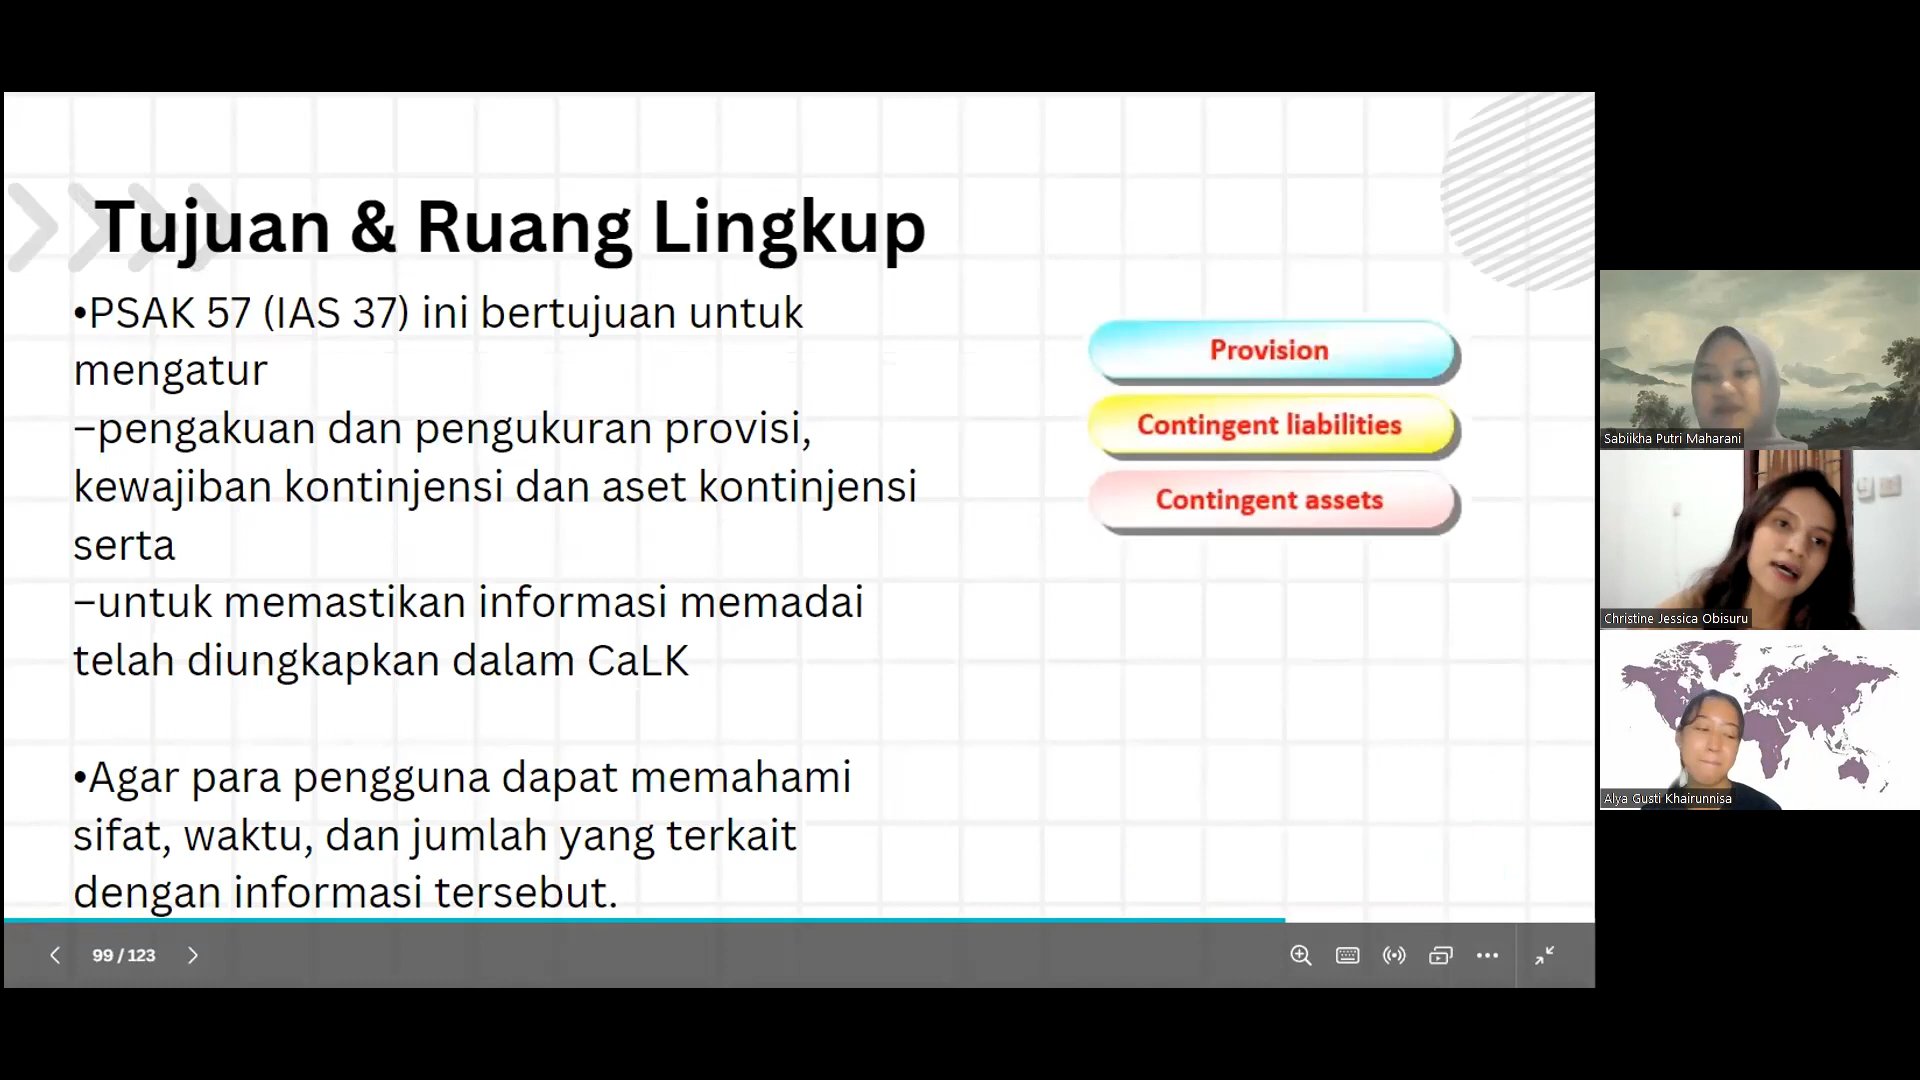 Tujuan & Ruang Lingkup
•PSAK 57 (IAS 37) ini bertujuan untuk
mengatur
–pengakuan dan pengukuran provisi,
kewajiban kontinjensi dan aset kontinjensi
serta
–untuk memastikan informasi memadai
telah diungkapkan dalam CaLK
•Agar para pengguna dapat memahami
sifat, waktu, dan jumlah yang terkait
dengan informasi tersebut.
Provision
Contingent liabilities
Contingent assets
99 / 123
Sabiikha Putri Maharani
Christine Jessica Obisuru
Alya Gusti Khairunnisa